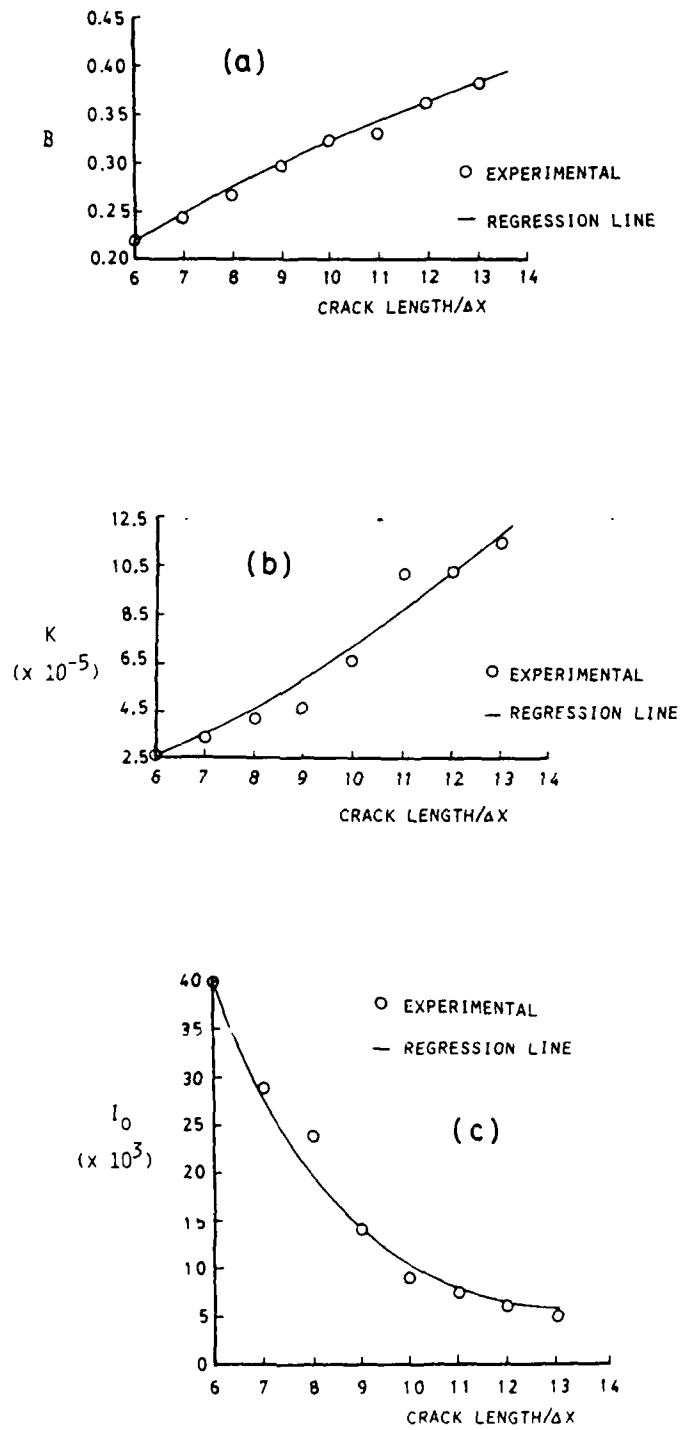 0.45
(a)
0.40
0.35
B
0.30
O EXPERIMENTAL
0.25
— REGRESSION LINE
0.20
6 7 8 9 10 11 12 13 14
CRACK LENGTH/ΔX
12.5
(b)
10.5
8.5
K
(x 10⁻⁵)
6.5
O EXPERIMENTAL
4.5
— REGRESSION LINE
2.5
6 7 8 9 10 11 12 13 14
CRACK LENGTH/ΔX
40
O EXPERIMENTAL
35
— REGRESSION LINE
30
I₀
(x 10³)
25
(c)
20
15
10
5
0
6 7 8 9 10 11 12 13 14
CRACK LENGTH/ΔX